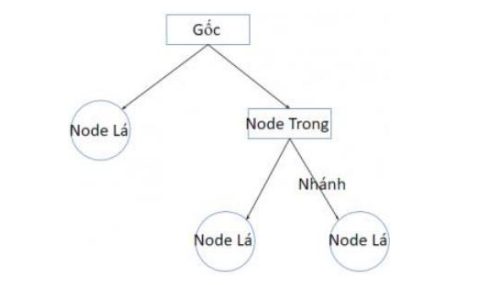 Gốc
Node Lá
Node Trong
Nhánh
Node Lá
Node Lá